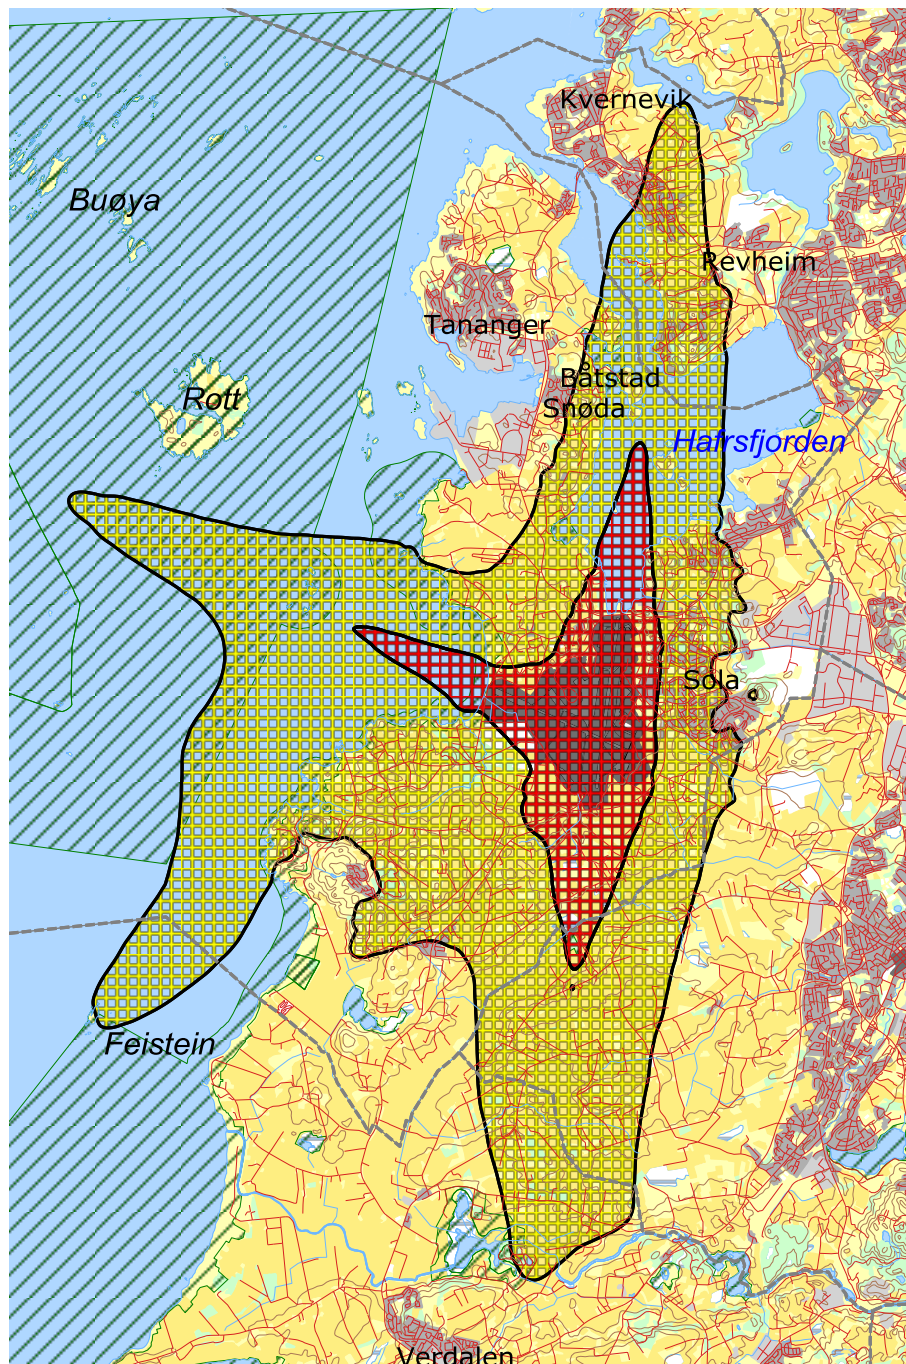 Kvernevik
Buøya
Revheim
Tananger
Båtstad
Rott
Snøda
Hafrsfjorden
Sola
Feistein
Verdalen